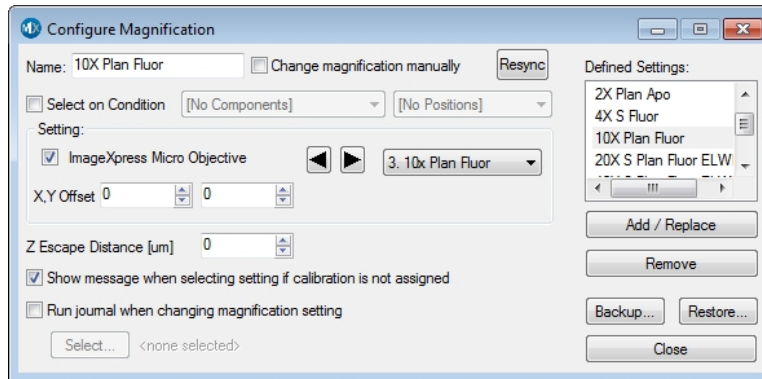 MX Configure Magnification
Name: 10X Plan Fluor
Change magnification manually
Resync
Select on Condition
[No Components]
[No Positions]
Setting:
ImageXpress Micro Objective
3. 10x Plan Fluor
X,Y Offset 0 0
Z Escape Distance [um] 0
Show message when selecting setting if calibration is not assigned
Run journal when changing magnification setting
Select... <none selected>
Defined Settings:
2X Plan Apo
4X S Fluor
10X Plan Fluor
20X S Plan Fluor ELW
Add / Replace
Remove
Backup... Restore...
Close